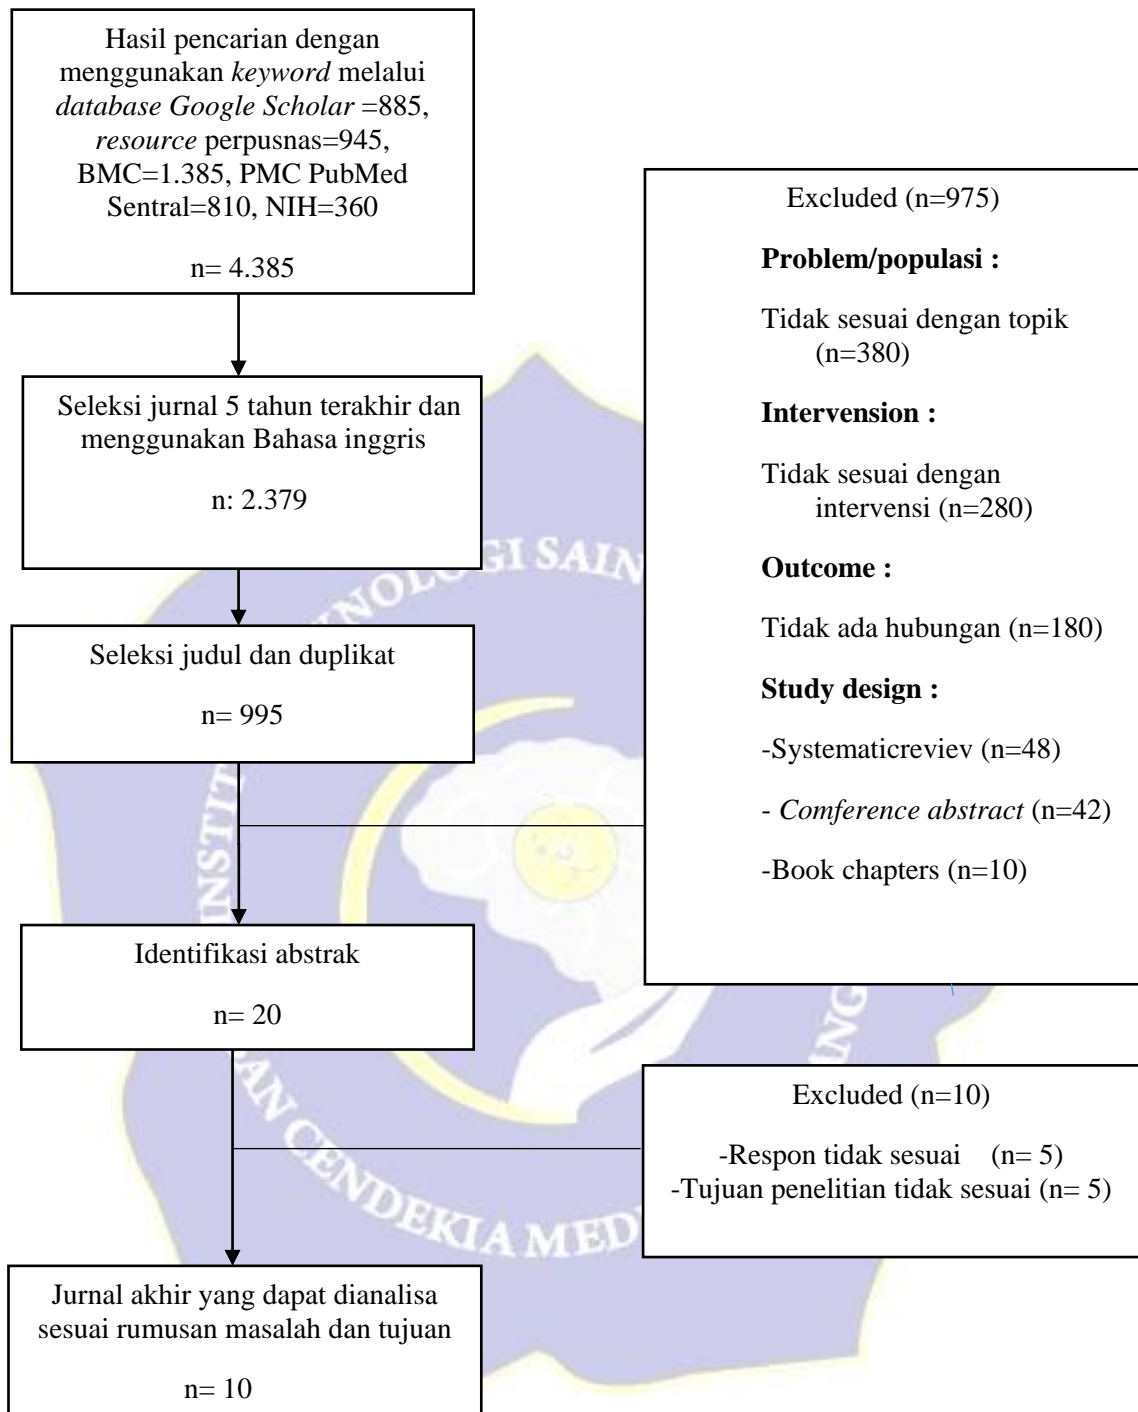 Hasil pencarian dengan
menggunakan keyword melalui
database Google Scholar =885,
resource perpusnas=945,
BMC=1.385, PMC PubMed
Sentral=810, NIH=360
n= 4.385
Seleksi jurnal 5 tahun terakhir dan
menggunakan Bahasa inggris
n: 2.379
Seleksi judul dan duplikat
n= 995
Excluded (n=975)
Problem/populasi :
Tidak sesuai dengan topik
(n=380)
Intervension :
Tidak sesuai dengan
intervensi (n=280)
Outcome :
Tidak ada hubungan (n=180)
Study design :
-Systematicreviev (n=48)
- Comference abstract (n=42)
-Book chapters (n=10)
Identifikasi abstrak
n= 20
Excluded (n=10)
-Respon tidak sesuai (n= 5)
-Tujuan penelitian tidak sesuai (n= 5)
Jurnal akhir yang dapat dianalisa
sesuai rumusan masalah dan tujuan
n= 10
DAN CENDEKIA